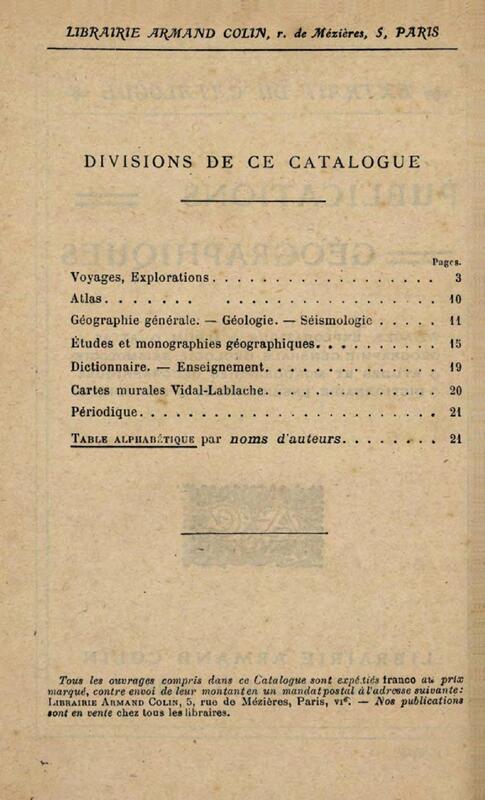 LIBRAIRIE ARMAND COLIN, r. de Mézières, 5, PARIS
DIVISIONS DE CE CATALOGUE
Pages.
Voyages, Explorations . . . . . . . . . . . . . . . . . . 3
Atlas. . . . . . . . . . . . . . . . . . . . . . . 10
Géographie générale. — Géologie. — Séismologie . . . . . 11
Études et monographies géographiques. . . . . . . . . . 15
Dictionnaire. — Enseignement. . . . . . . . . . . . . . 19
Cartes murales Vidal-Lablache. . . . . . . . . . . . . . 20
Périodique. . . . . . . . . . . . . . . . . . . . . . . 21
TABLE ALPHABÉTIQUE par noms d'auteurs. . . . . . . . 21
Tous les ouvrages compris dans ce Catalogue sont expédiés franco au prix
marqué, contre envoi de leur montant en un mandat postal à l'adresse suivante:
LIBRAIRIE ARMAND COLIN, 5, rue de Mézières, Paris, VIe. — Nos publications
sont en vente chez tous les libraires.